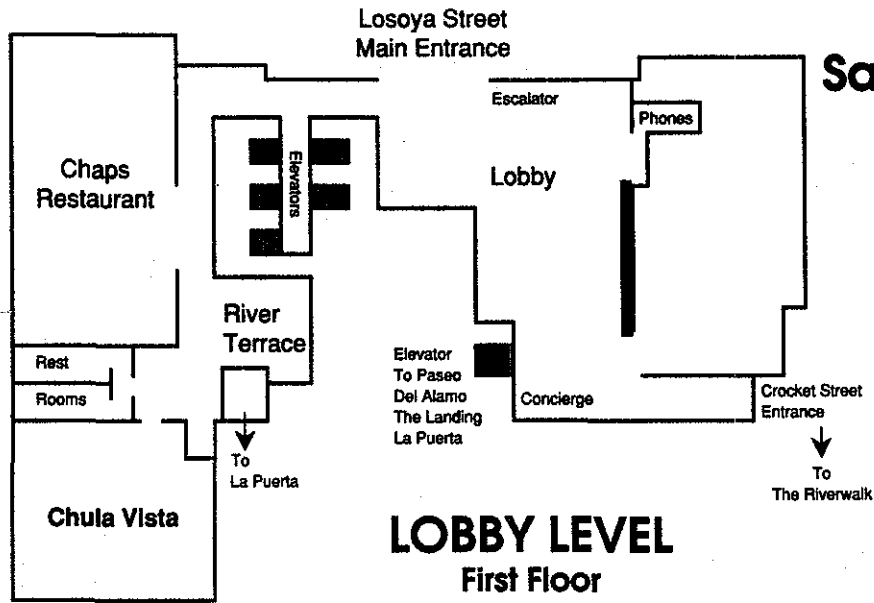 Losoya Street
Main Entrance
Sa
Escalator
Phones
Chaps
Restaurant
Elevators
Lobby
River
Terrace
Rest
Rooms
Elevator
To Paseo
Del Alamo
The Landing
La Puerta
Concierge
Crocket Street
Entrance
To
La Puerta
To
The Riverwalk
Chula Vista
LOBBY LEVEL
First Floor